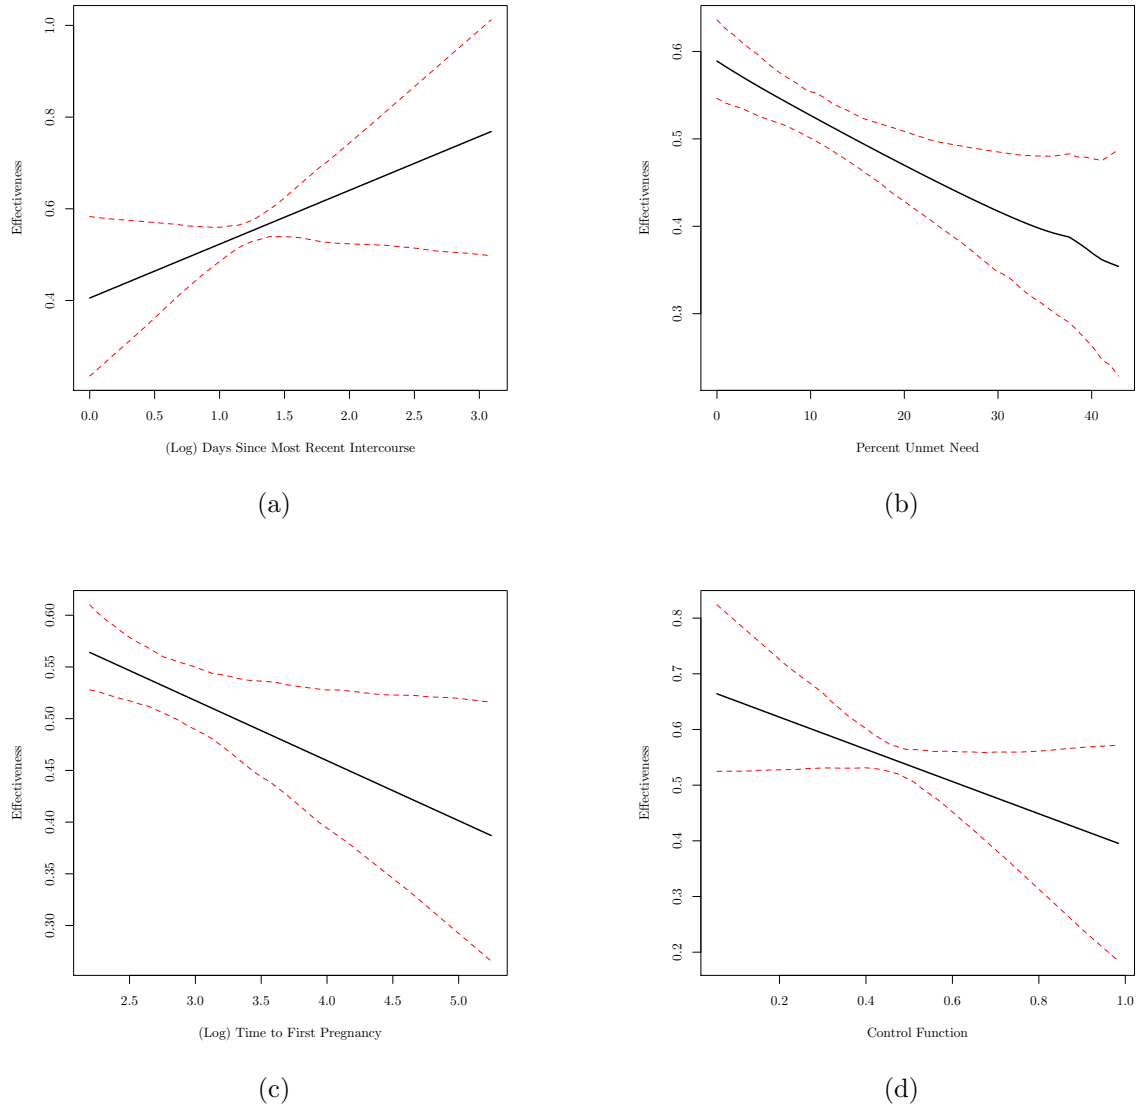 Effectiveness
1.0
0.8
0.6
0.4
0.0 0.5 1.0 1.5 2.0 2.5 3.0
(Log) Days Since Most Recent Intercourse
(a)
Effectiveness
0.6
0.5
0.4
0.3
0 10 20 30 40
Percent Unmet Need
(b)
Effectiveness
0.60
0.55
0.50
0.45
0.40
0.35
0.30
2.5 3.0 3.5 4.0 4.5 5.0
(Log) Time to First Pregnancy
(c)
Effectiveness
0.8
0.7
0.6
0.5
0.4
0.3
0.2
0.2 0.4 0.6 0.8 1.0
Control Function
(d)